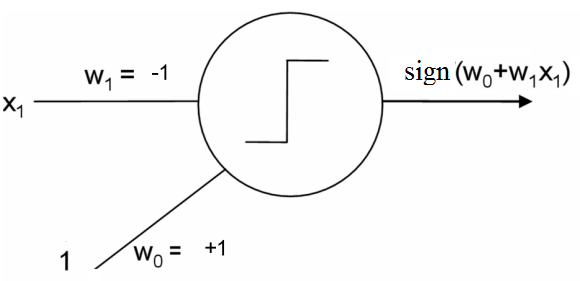 w₁ = -1
sign (w₀+w₁x₁)
x₁
1
w₀ = +1